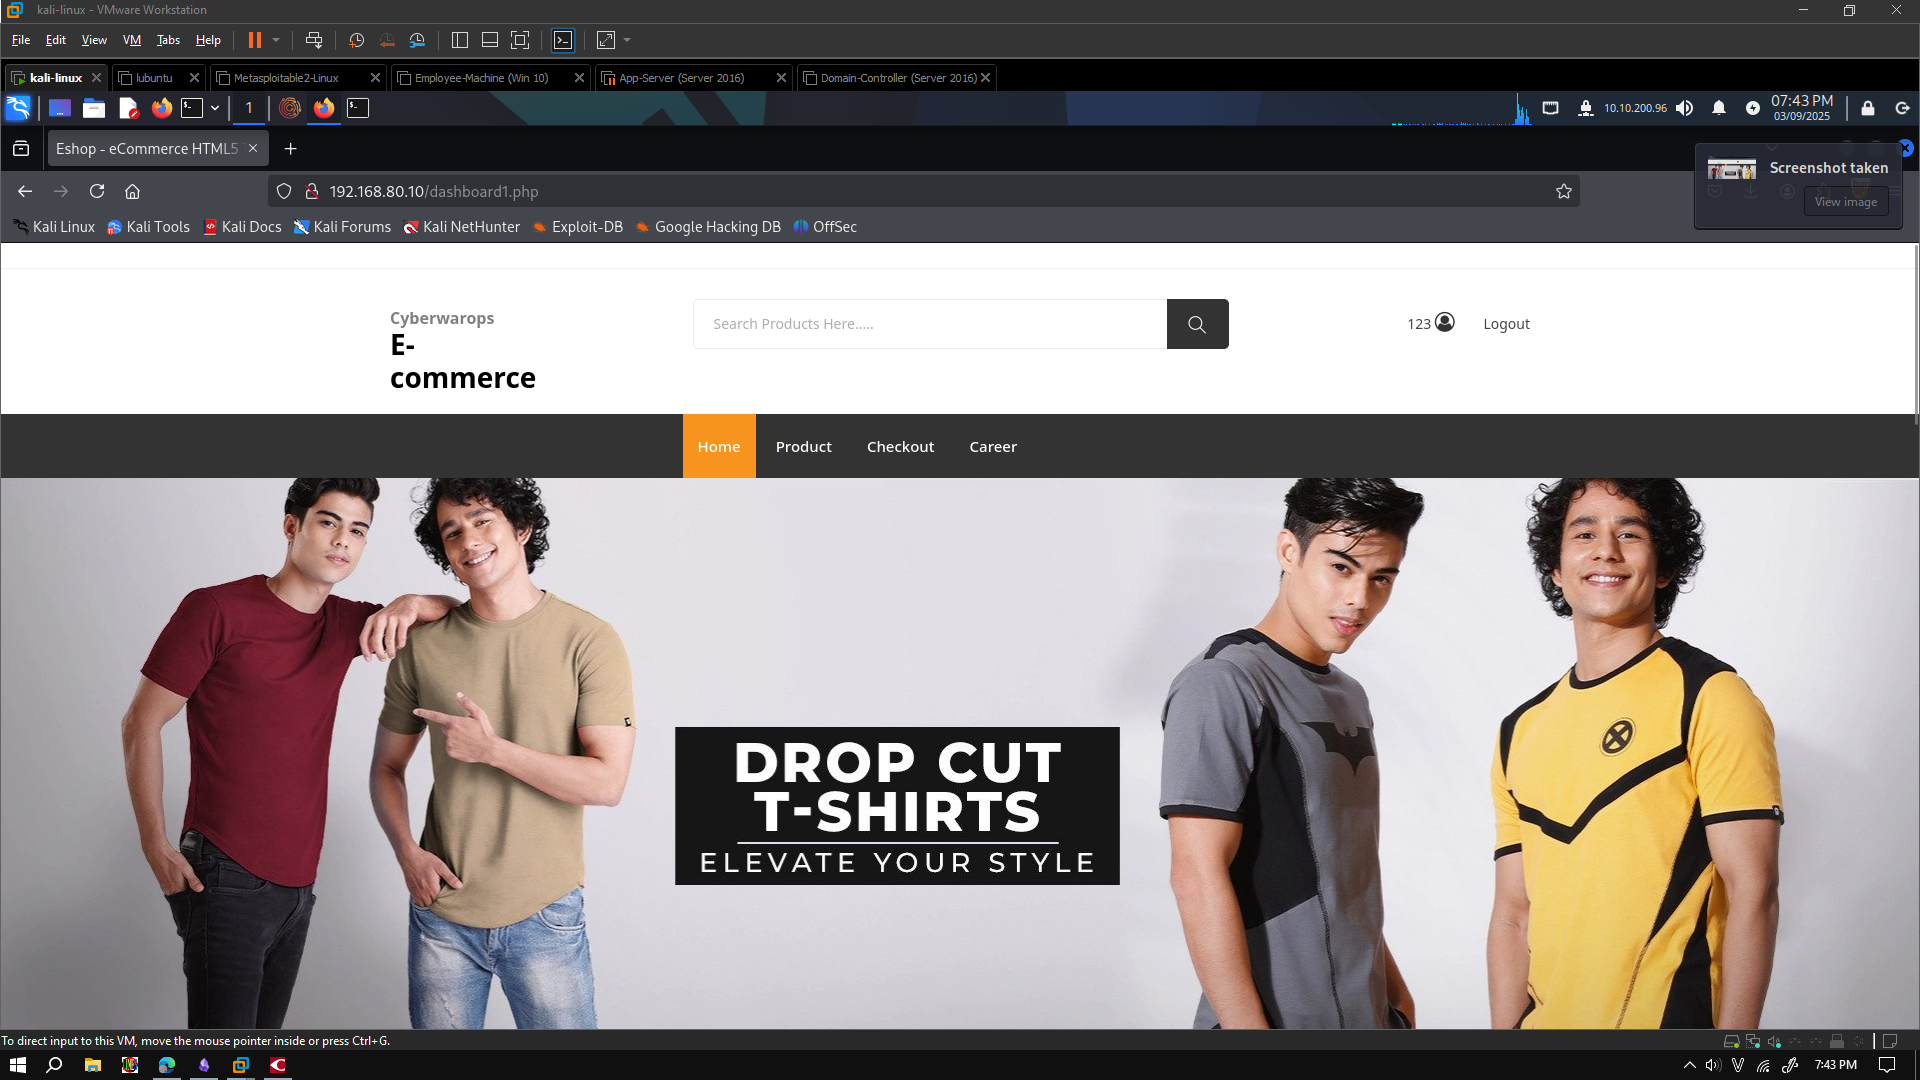 kali-linux - VMware Workstation
File Edit View VM Tabs Help
kali-linux lubuntu Metasploitable2-Linux Employee-Machine (Win 10) App-Server (Server 2016) Domain-Controller (Server 2016)
1 10.10.200.96 07:43 PM
03/09/2025
Eshop - eCommerce HTML5
Screenshot taken
View image
192.168.80.10/dashboard1.php
Kali Linux Kali Tools Kali Docs Kali Forums Kali NetHunter Exploit-DB Google Hacking DB OffSec
Cyberwarops
E-
commerce
Search Products Here.....
123 Logout
Home Product Checkout Career
DROP CUT
T-SHIRTS
ELEVATE YOUR STYLE
To direct input to this VM, move the mouse pointer inside or press Ctrl+G.
7:43 PM